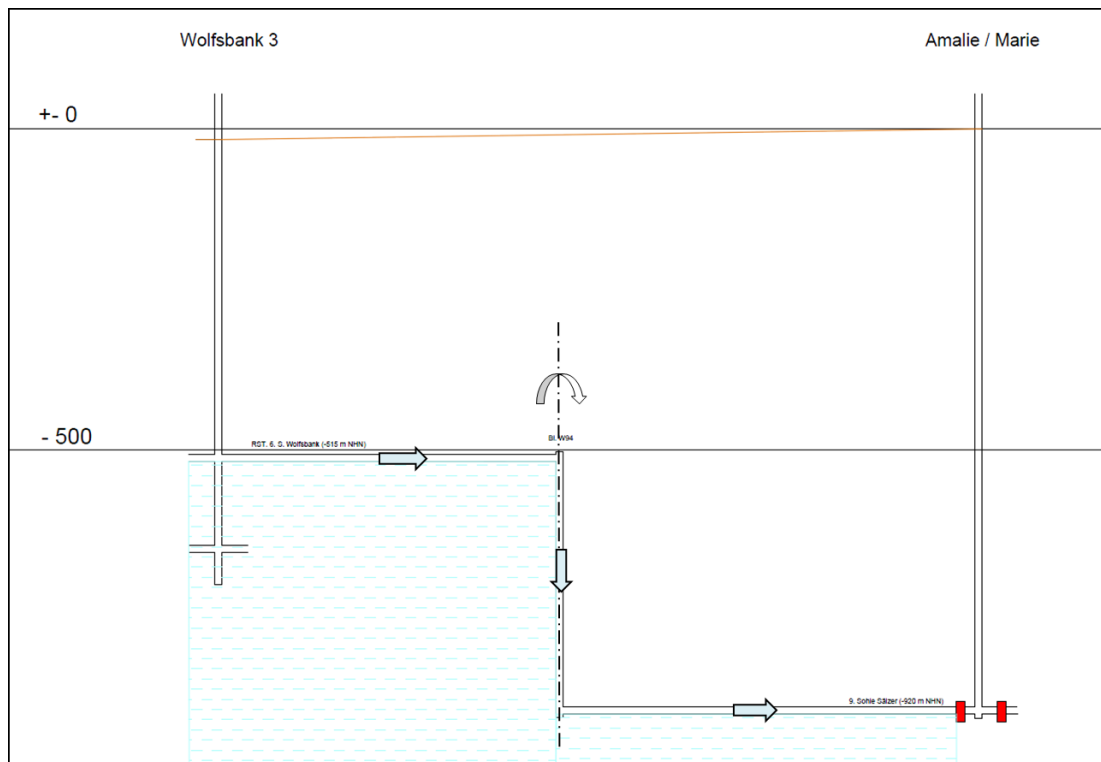 Wolfsbank 3
Amalie / Marie
+- 0
- 500
RST. 6. S. Wolfsbank (-515 m NHN)
Bl. W94
9. Sohle Sälzer (-920 m NHN)